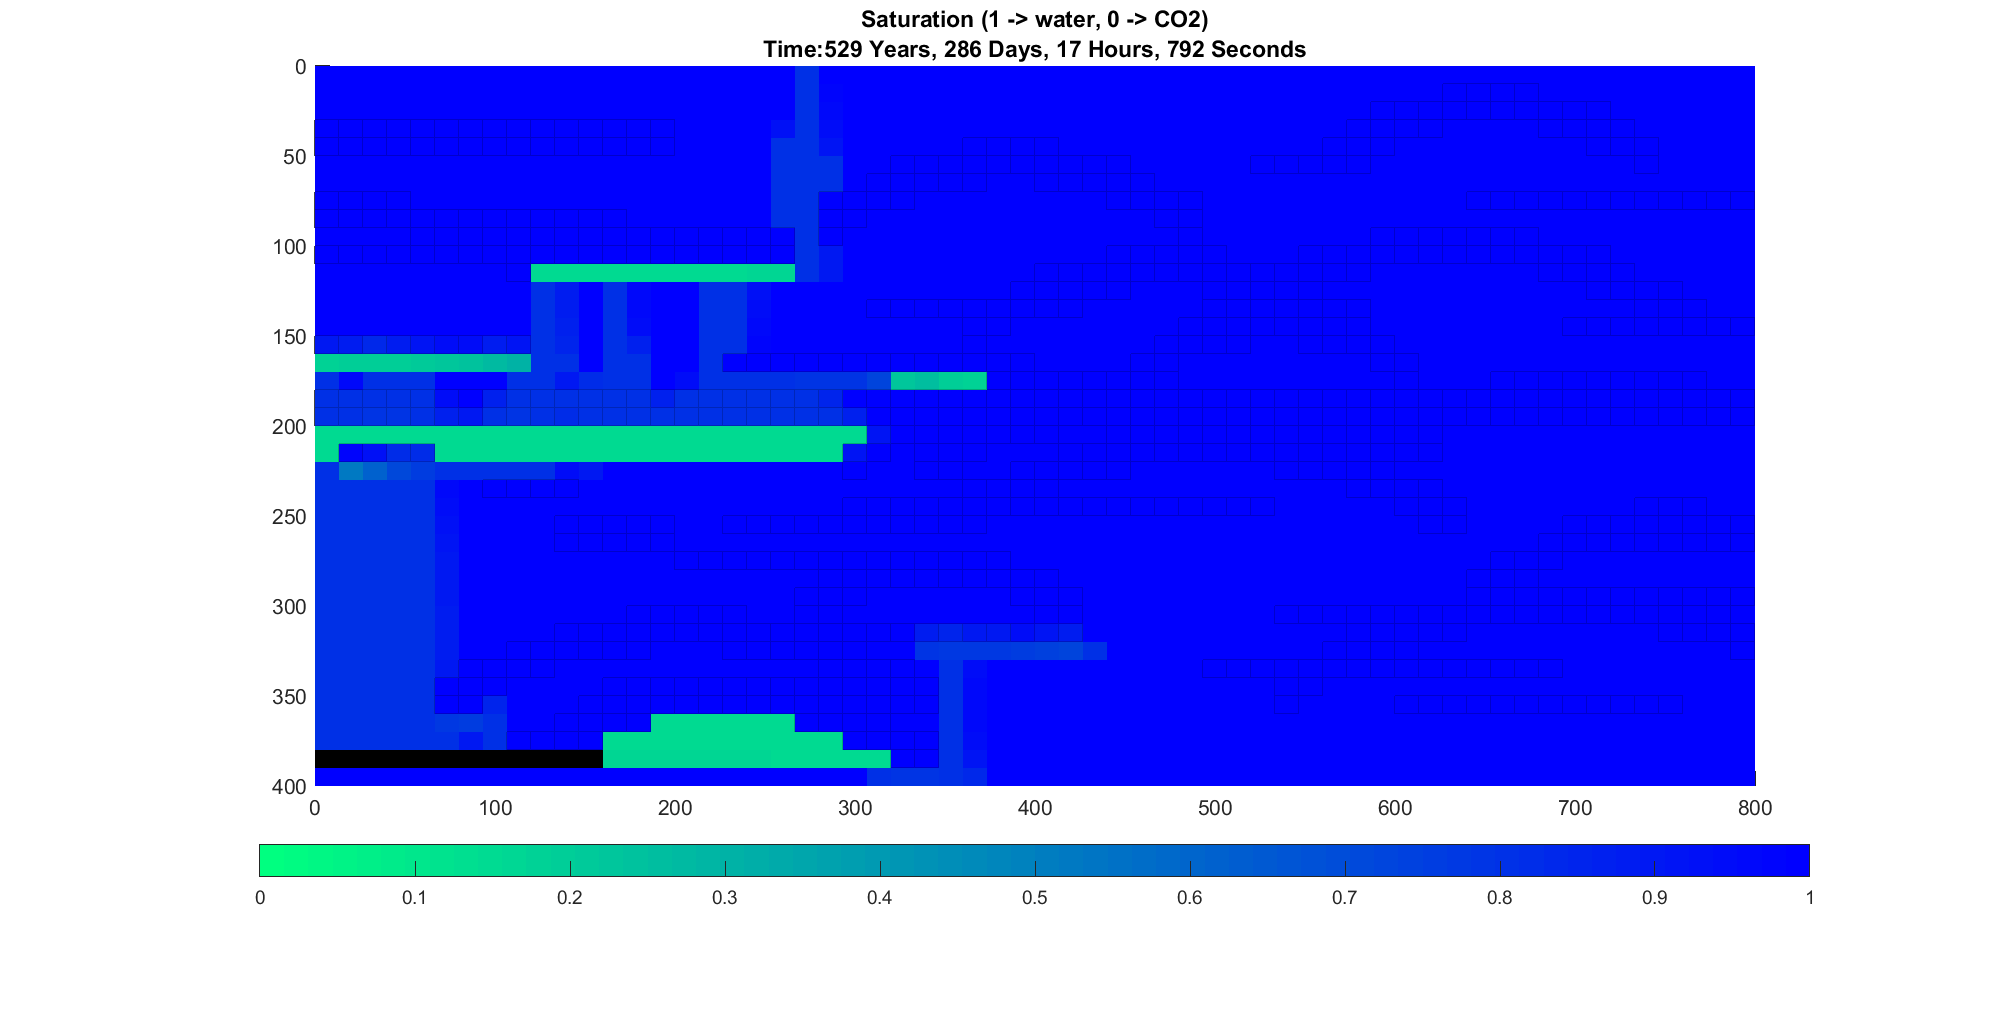 Saturation (1 -> water, 0 -> CO2)
Time:529 Years, 286 Days, 17 Hours, 792 Seconds
0
50
100
150
200
250
300
350
400
0 100 200 300 400 500 600 700 800
0 0.1 0.2 0.3 0.4 0.5 0.6 0.7 0.8 0.9 1